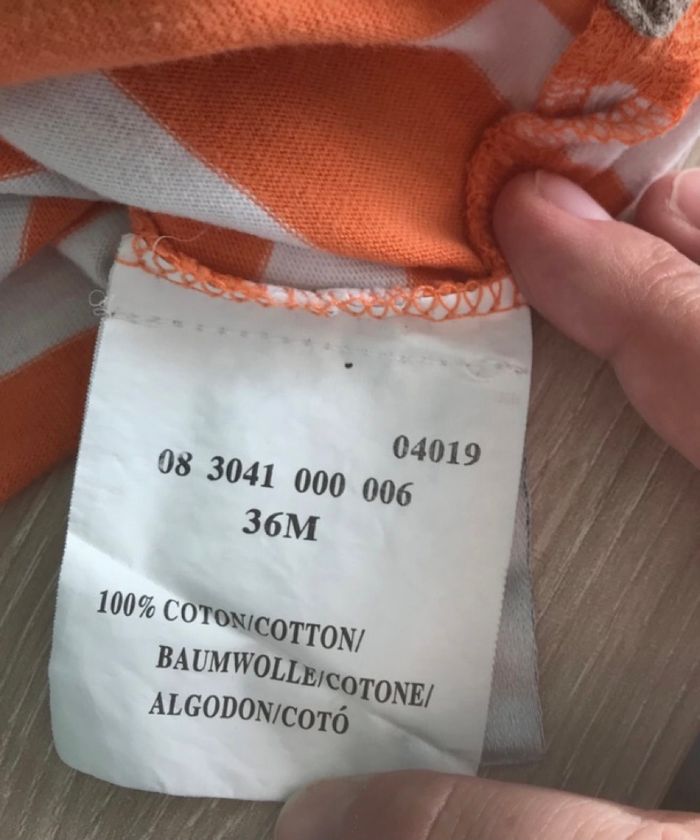 04019
08 3041 000 006
36M
100% COTON/COTTON/
BAUMWOLLE/COTONE/
ALGODON/COTÓ